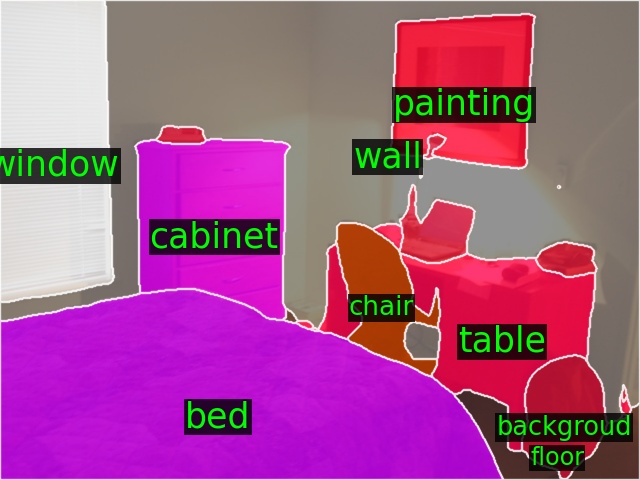 painting
wall
window
cabinet
chair
table
bed
backgroud
floor